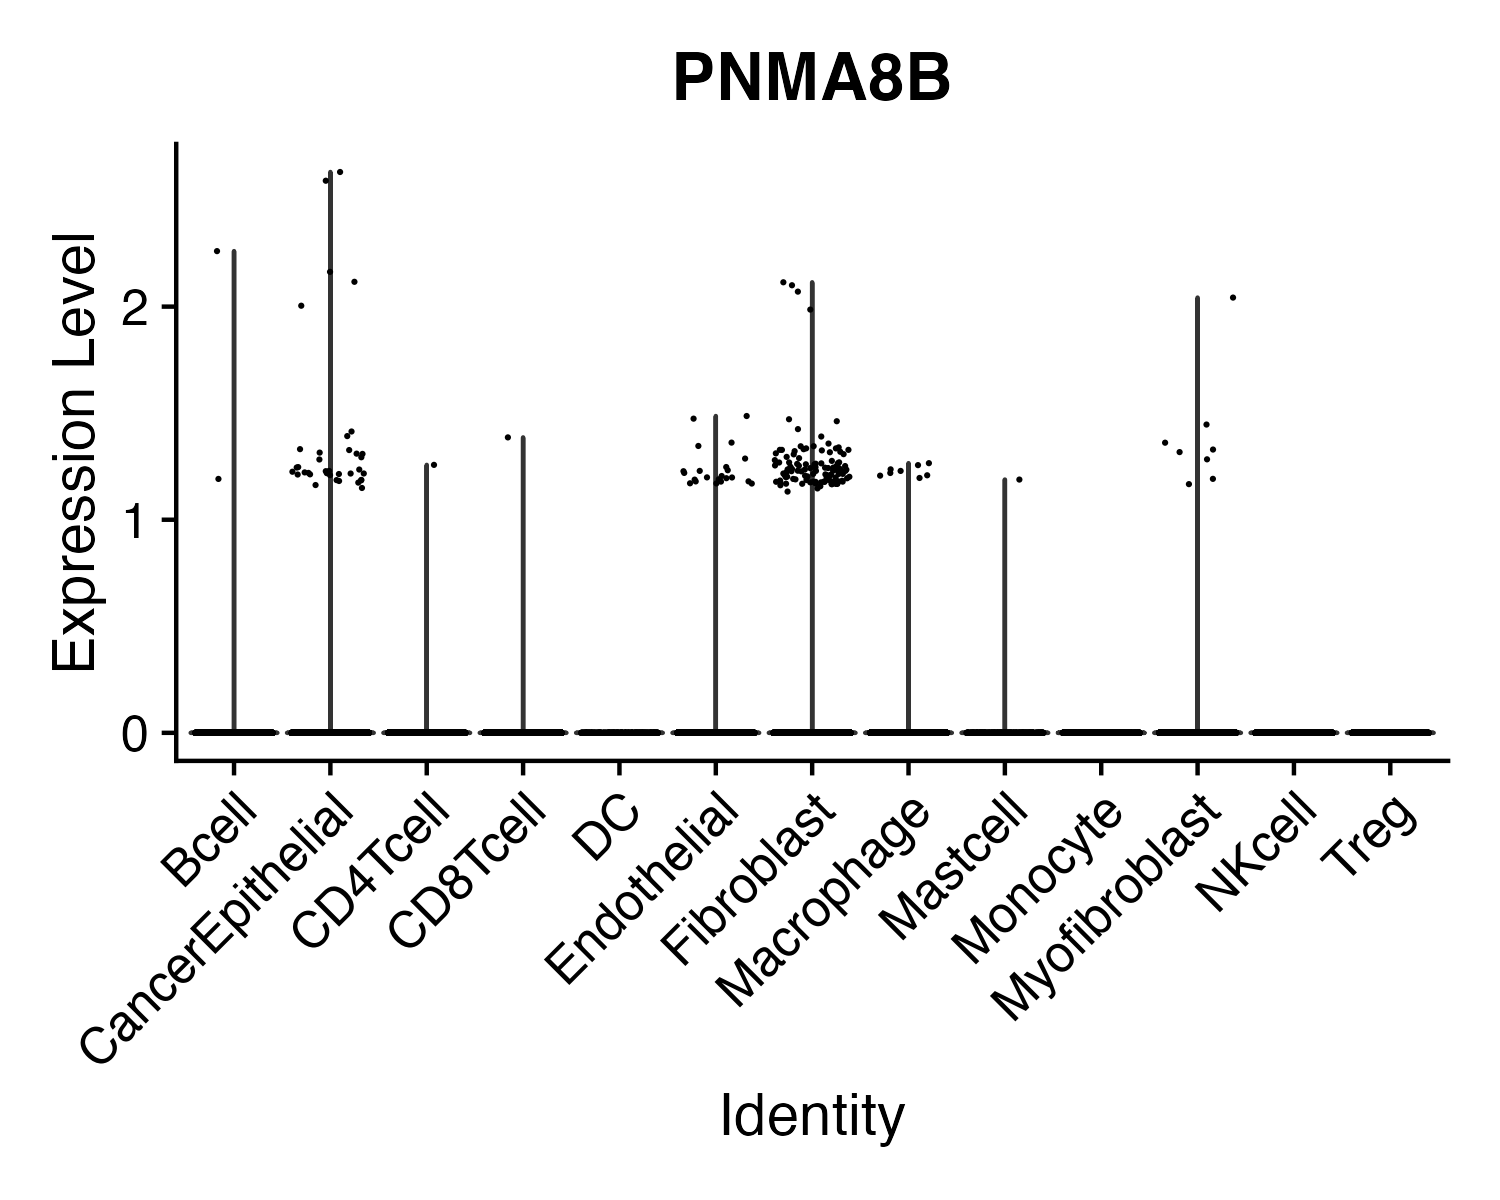 PNMA8B
Expression Level
2
1
0
Bcell
CancerEpithelial
CD4Tcell
CD8Tcell
DC
Endothelial
Fibroblast
Macrophage
Mastcell
Monocyte
Myofibroblast
NKcell
Treg
Identity